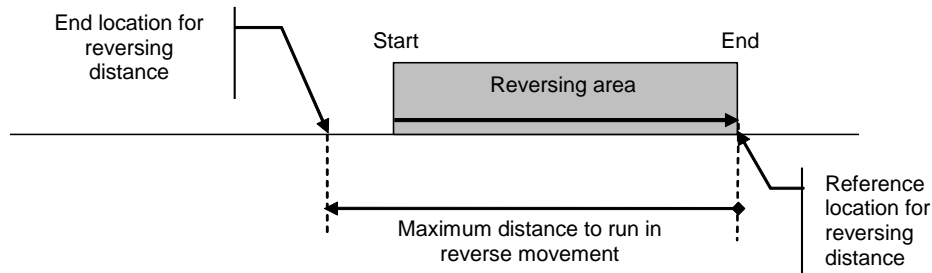 End location for
reversing
distance
Start
End
Reversing area
Maximum distance to run in
reverse movement
Reference
location for
reversing
distance